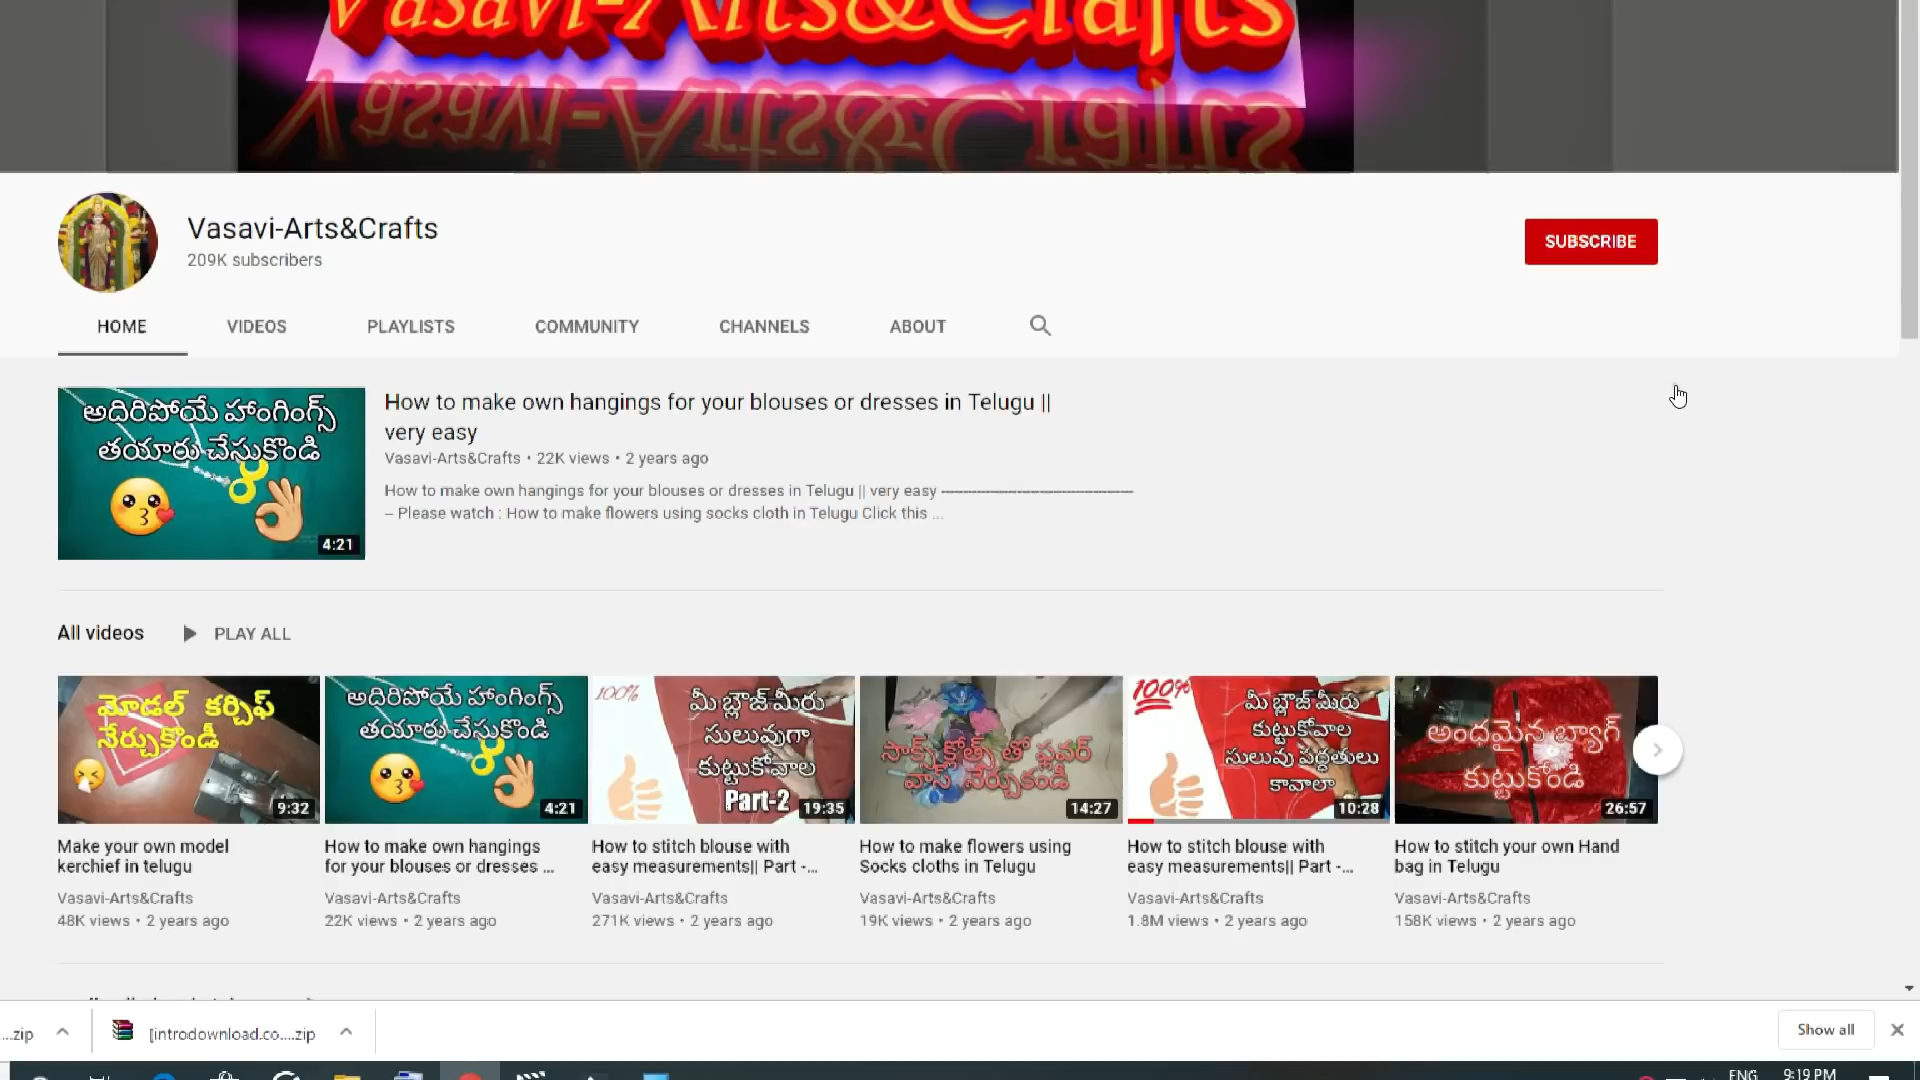 Vasavi-Arts&Crafts
Vasavi-Arts&Crafts
Vasavi-Arts&Crafts
209K subscribers
SUBSCRIBE
HOME VIDEOS PLAYLISTS COMMUNITY CHANNELS ABOUT
అదిరిపోయే హాంగింగ్స్
తయారు చేసుకొండి
4:21
How to make own hangings for your blouses or dresses in Telugu ||
very easy
Vasavi-Arts&Crafts • 22K views • 2 years ago
How to make own hangings for your blouses or dresses in Telugu || very easy ----------------------------------------------
-- Please watch : How to make flowers using socks cloth in Telugu Click this ...
All videos PLAY ALL
మోడల్ కర్చిఫ్
నేర్చుకొండి
9:32
అదిరిపోయే హాంగింగ్స్
తయారు చేసుకొండి
4:21
100%
మీ బ్లౌజ్ మీరు
సులువుగా
కుట్టుకోవాల
Part-2
19:35
సాక్స్ క్లోత్స్ తో ఫ్లవర్
వాస్ నేర్చుకండి
14:27
100%
మీ బ్లౌజ్ మీరు
కుట్టుకోవాల
సులువు పద్ధతులు
కావాలా
10:28
అందమైన బ్యాగ్
కుట్టుకోండి
26:57
Make your own model
kerchief in telugu
Vasavi-Arts&Crafts
48K views • 2 years ago
How to make own hangings
for your blouses or dresses ...
Vasavi-Arts&Crafts
22K views • 2 years ago
How to stitch blouse with
easy measurements|| Part -...
Vasavi-Arts&Crafts
271K views • 2 years ago
How to make flowers using
Socks cloths in Telugu
Vasavi-Arts&Crafts
19K views • 2 years ago
How to stitch blouse with
easy measurements|| Part -...
Vasavi-Arts&Crafts
1.8M views • 2 years ago
How to stitch your own Hand
bag in Telugu
Vasavi-Arts&Crafts
158K views • 2 years ago
....zip
[introdownload.co....zip
Show all
ENG 9:19 PM